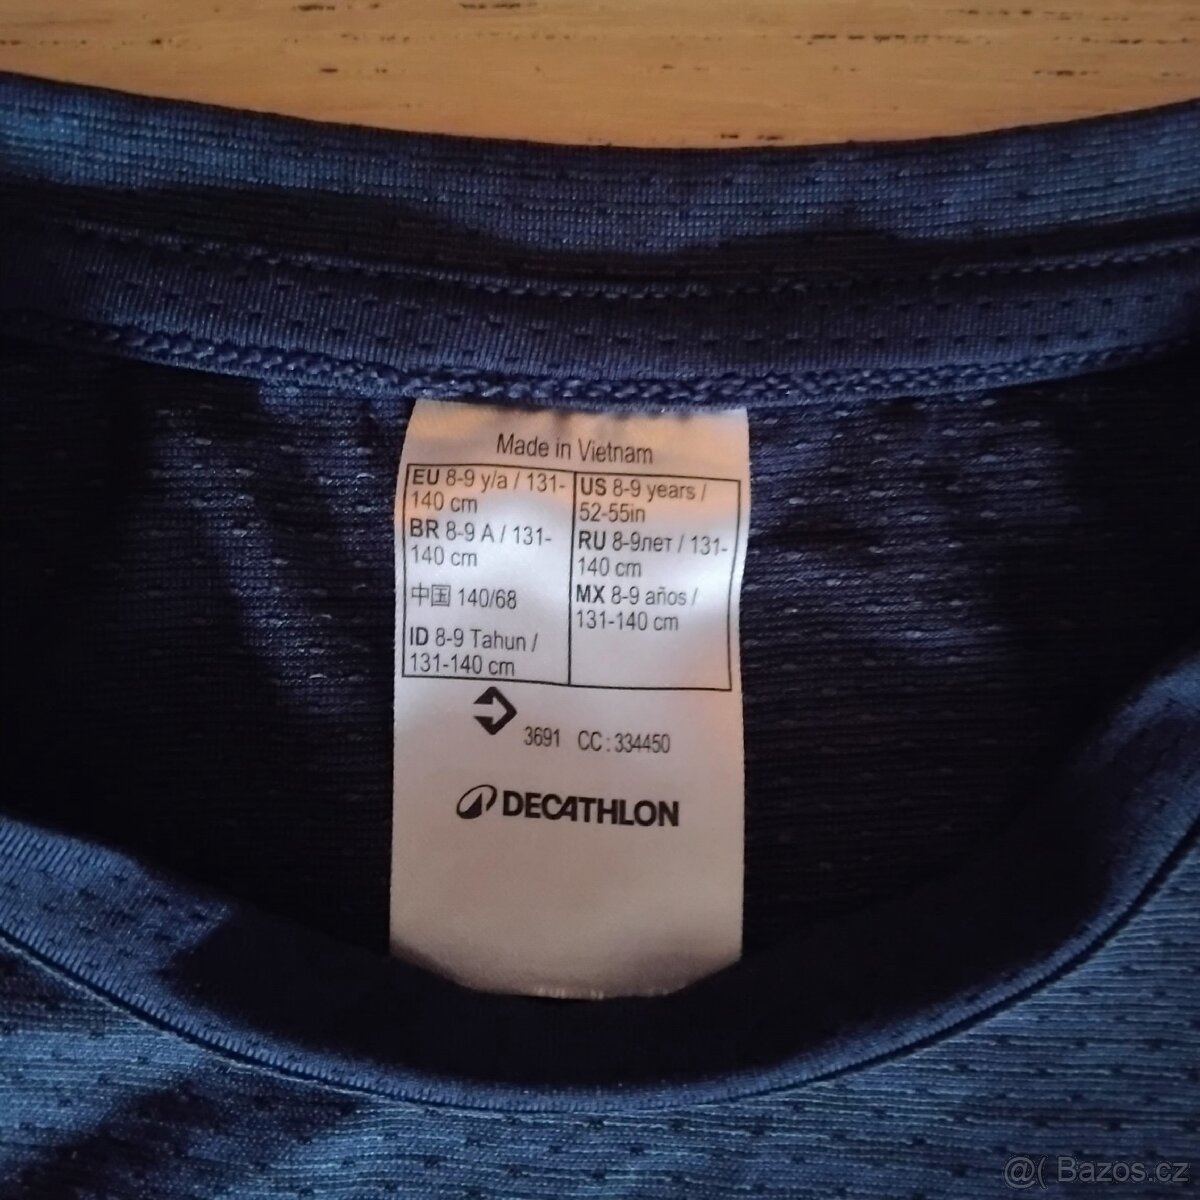 Made in Vietnam
EU 8-9 y/a / 131-
140 cm
BR 8-9 A / 131-
140 cm
中国 140/68
ID 8-9 Tahun /
131-140 cm
US 8-9 years /
52-55in
RU 8-9лет / 131-
140 cm
MX 8-9 años /
131-140 cm
3691 CC : 334450
DECATHLON
@( Bazos.cz